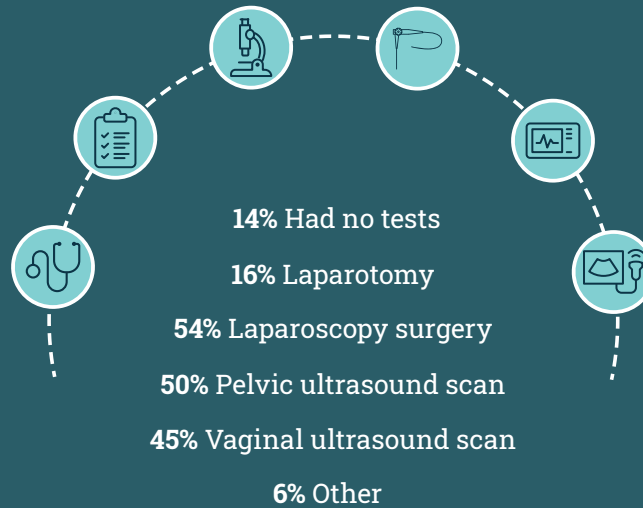 14% Had no tests
16% Laparotomy
54% Laparoscopy surgery
50% Pelvic ultrasound scan
45% Vaginal ultrasound scan
6% Other